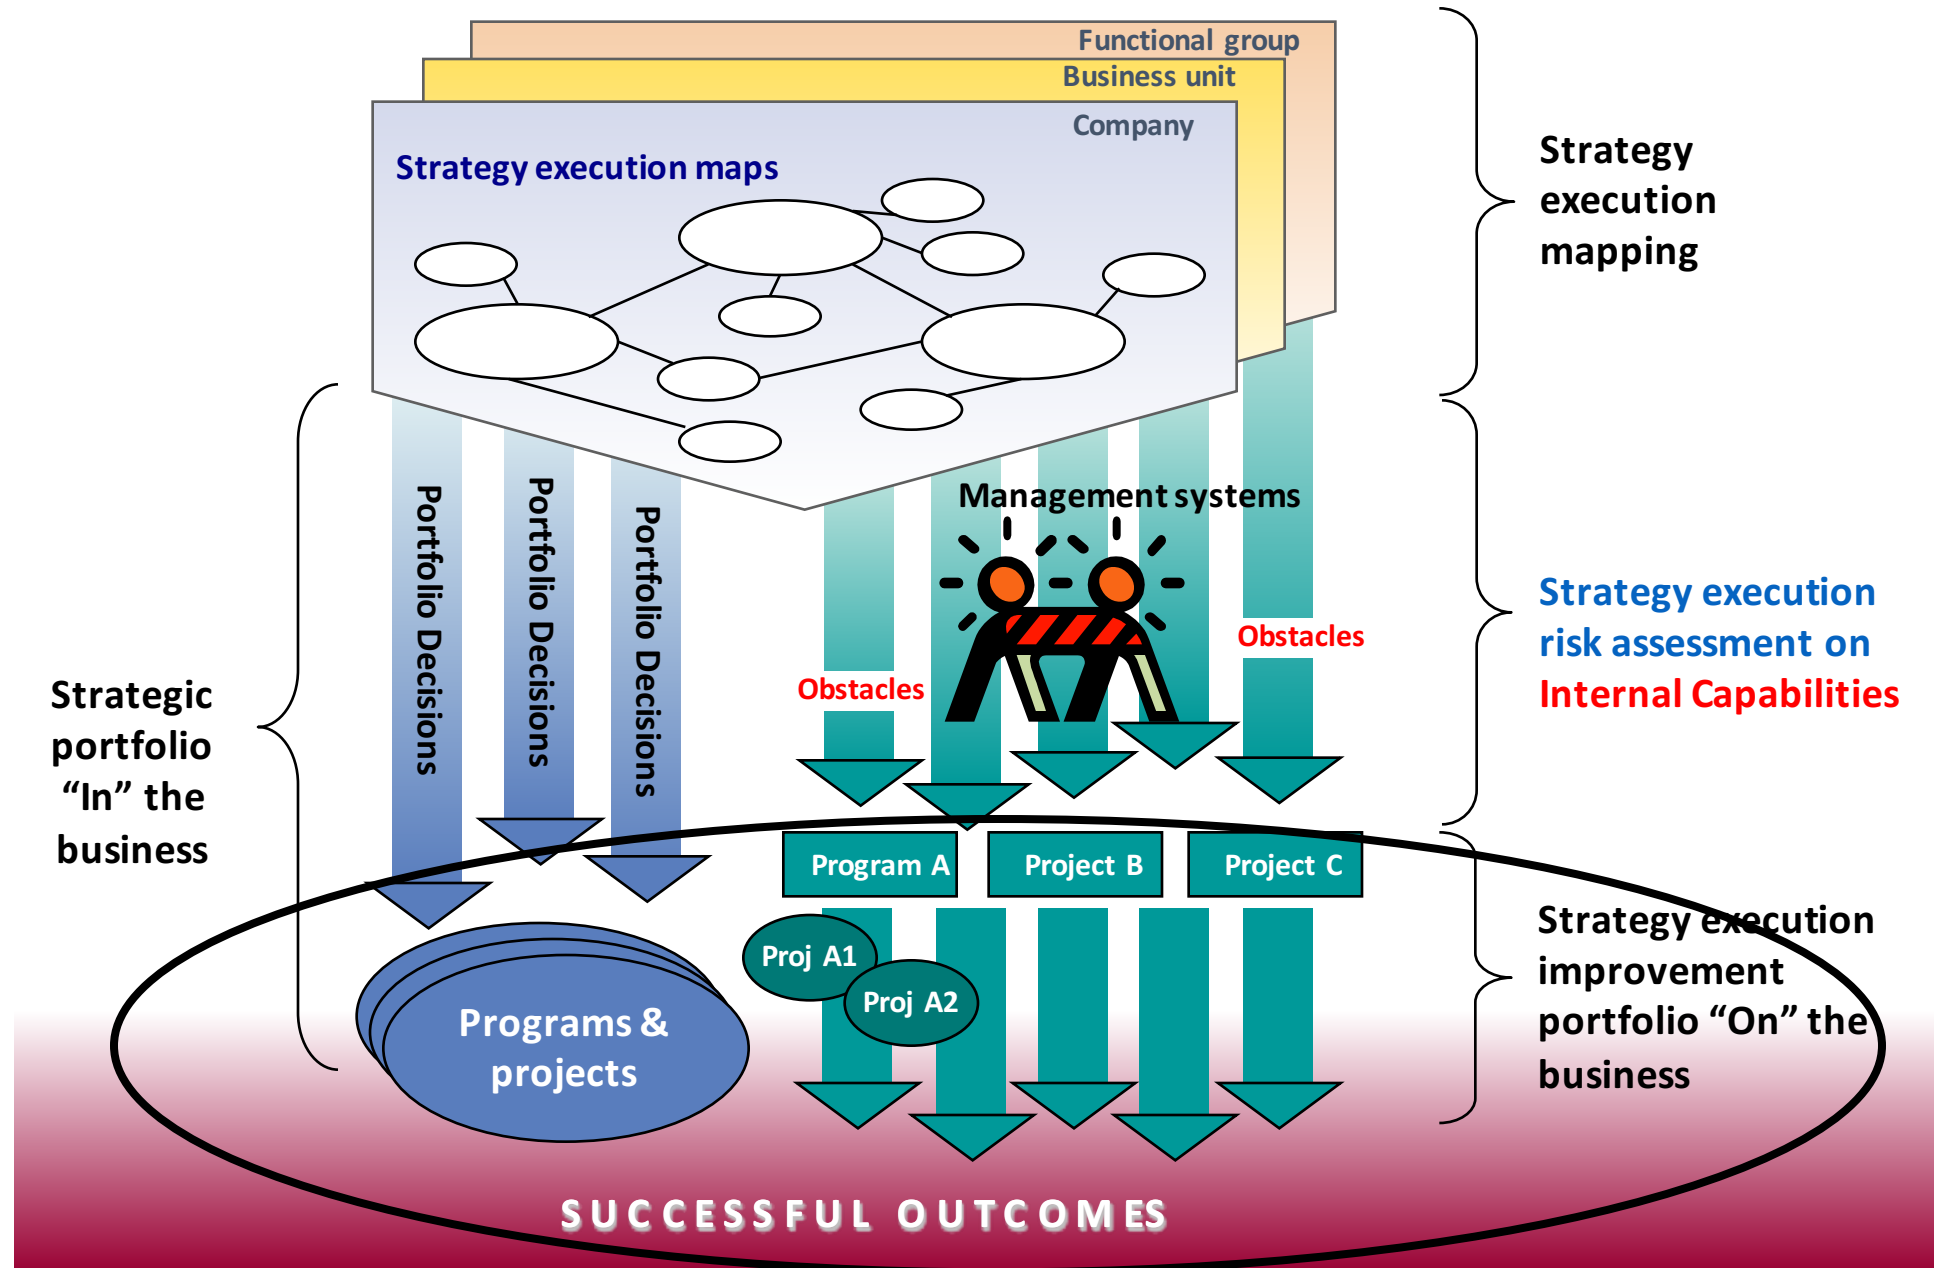 Functional group
Business unit
Company
Strategy execution maps
Strategy
execution
mapping
Portfolio Decisions
Portfolio Decisions
Portfolio Decisions
Management systems
Obstacles
Obstacles
Strategy execution
risk assessment on
Internal Capabilities
Strategic
portfolio
“In” the
business
Program A
Project B
Project C
Proj A1
Proj A2
Programs &
projects
Strategy execution
improvement
portfolio “On” the
business
SUCCESSFUL OUTCOMES